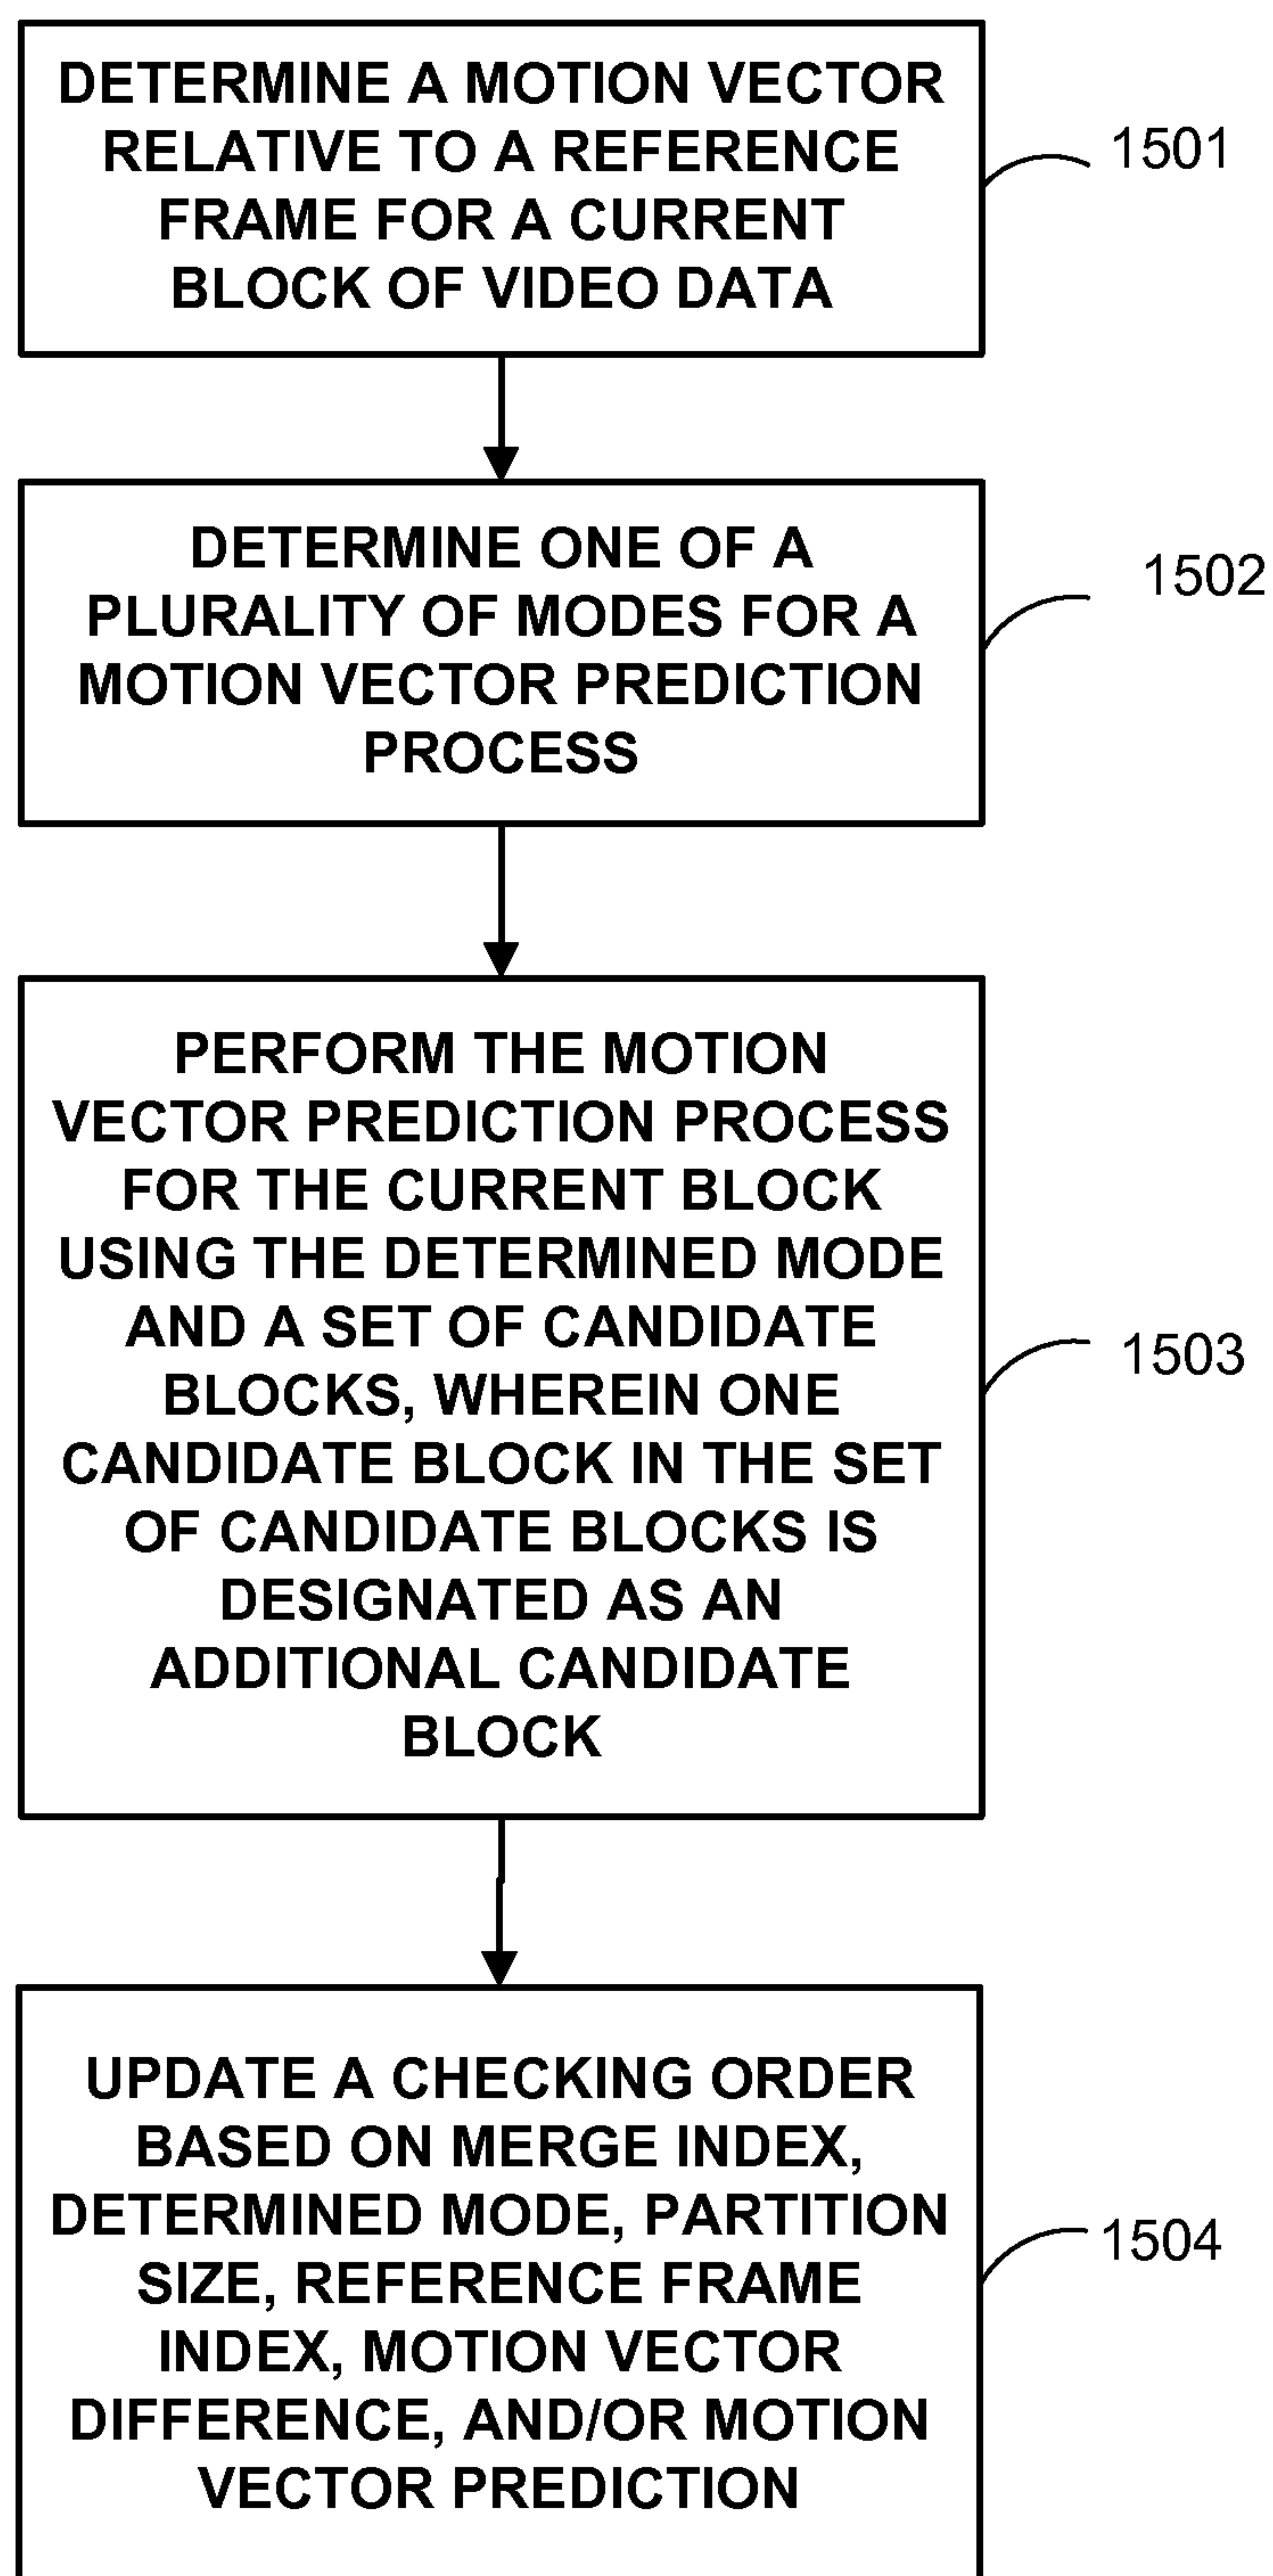 DETERMINE A MOTION VECTOR
RELATIVE TO A REFERENCE
FRAME FOR A CURRENT
BLOCK OF VIDEO DATA
1501
DETERMINE ONE OF A
PLURALITY OF MODES FOR A
MOTION VECTOR PREDICTION
PROCESS
1502
PERFORM THE MOTION
VECTOR PREDICTION PROCESS
FOR THE CURRENT BLOCK
USING THE DETERMINED MODE
AND A SET OF CANDIDATE
BLOCKS, WHEREIN ONE
CANDIDATE BLOCK IN THE SET
OF CANDIDATE BLOCKS IS
DESIGNATED AS AN
ADDITIONAL CANDIDATE
BLOCK
1503
UPDATE A CHECKING ORDER
BASED ON MERGE INDEX,
DETERMINED MODE, PARTITION
SIZE, REFERENCE FRAME
INDEX, MOTION VECTOR
DIFFERENCE, AND/OR MOTION
VECTOR PREDICTION
1504